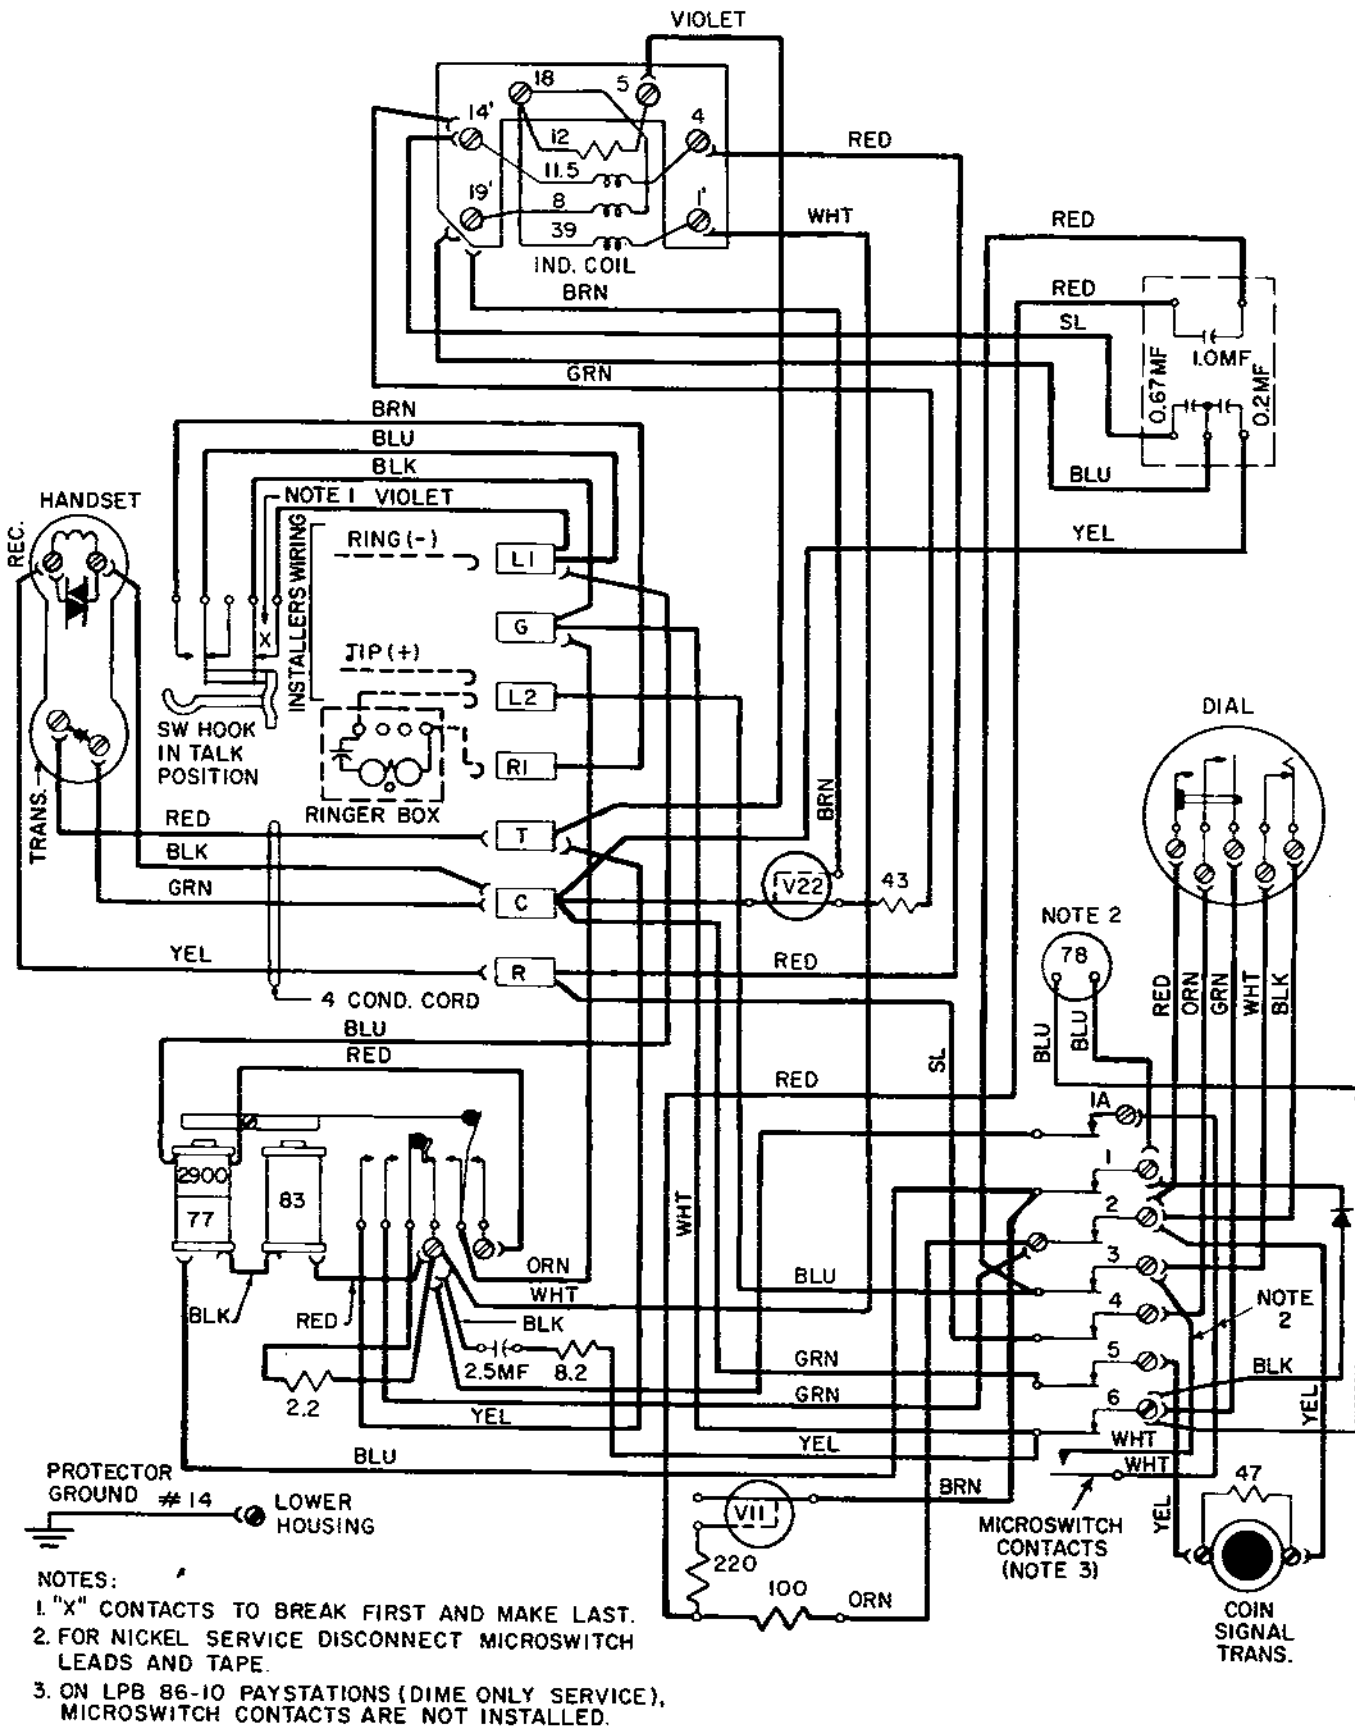 VIOLET
18
5
14'
4
12
RED
11.5
19'
8
1'
WHT
39
RED
IND. COIL
BRN
RED
SL
1.0MF
0.67MF
0.2MF
GRN
BRN
BLU
BLK
BLU
HANDSET
NOTE 1 VIOLET
REC.
INSTALLERS WIRING
RING (-)
L1
YEL
G
X
JIP (+)
L2
SW HOOK
IN TALK
POSITION
R1
DIAL
TRANS.
RINGER BOX
BRN
RED
T
BLK
V22
43
GRN
C
NOTE 2
78
YEL
R
RED
RED
ORN
GRN
WHT
BLK
4 COND. CORD
BLU
RED
SL
BLU
BLU
RED
1A
2900
77
83
1
2
WHT
ORN
3
BLU
WHT
BLK
RED
BLK
4
NOTE
2
2.5MF
8.2
GRN
5
BLK
2.2
GRN
6
YEL
YEL
YEL
WHT
BLU
WHT
PROTECTOR
GROUND #14
LOWER
HOUSING
BRN
47
V11
YEL
MICROSWITCH
CONTACTS
(NOTE 3)
220
100
ORN
COIN
SIGNAL
TRANS.
NOTES:
1. "X" CONTACTS TO BREAK FIRST AND MAKE LAST.
2. FOR NICKEL SERVICE DISCONNECT MICROSWITCH
LEADS AND TAPE.
3. ON LPB 86-10 PAYSTATIONS (DIME ONLY SERVICE),
MICROSWITCH CONTACTS ARE NOT INSTALLED.